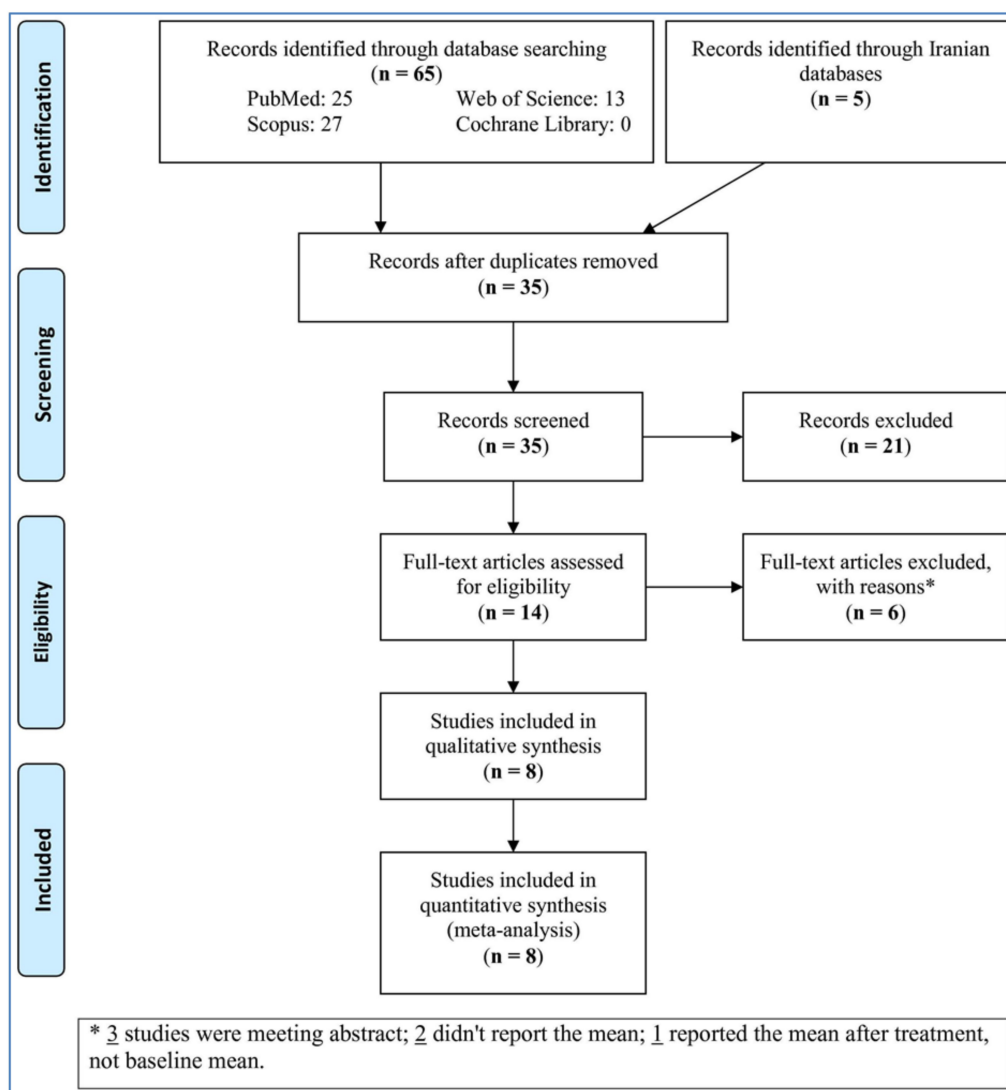 Identification
Records identified through database searching
(n = 65)
PubMed: 25 Web of Science: 13
Scopus: 27 Cochrane Library: 0
Records identified through Iranian
databases
(n = 5)
Records after duplicates removed
(n = 35)
Screening
Records screened
(n = 35)
Records excluded
(n = 21)
Eligibility
Full-text articles assessed
for eligibility
(n = 14)
Full-text articles excluded,
with reasons*
(n = 6)
Studies included in
qualitative synthesis
(n = 8)
Included
Studies included in
quantitative synthesis
(meta-analysis)
(n = 8)
* 3 studies were meeting abstract; 2 didn't report the mean; 1 reported the mean after treatment,
not baseline mean.